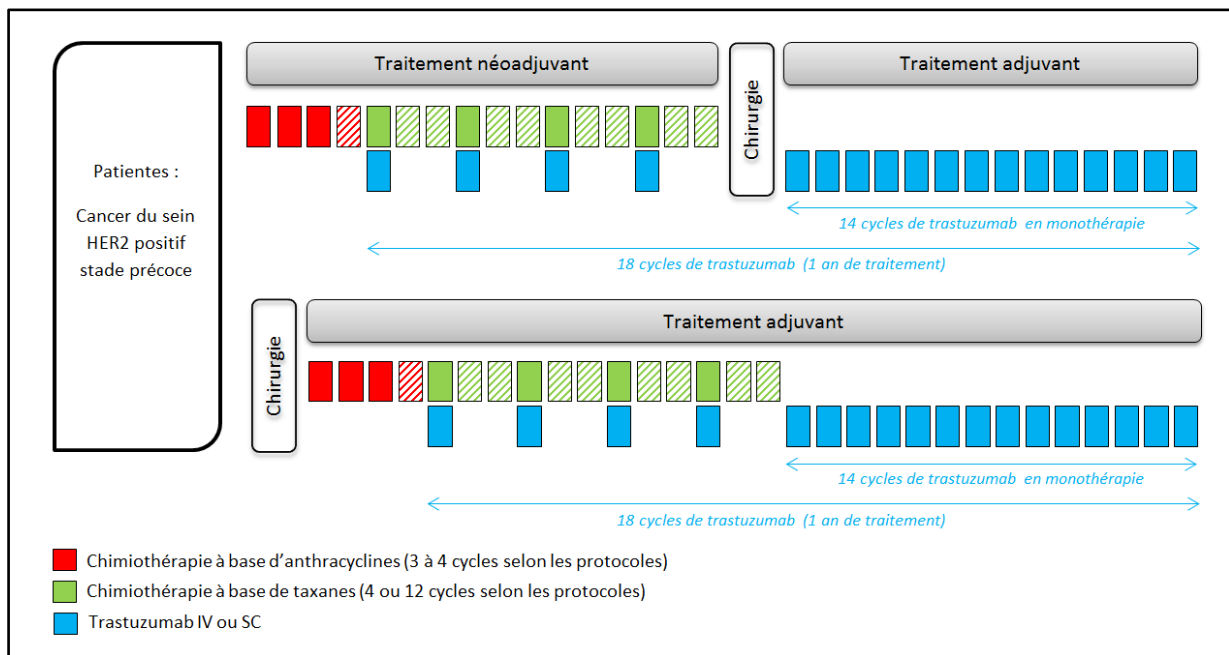 Traitement néoadjuvant
Chirurgie
Traitement adjuvant
Patientes :
Cancer du sein
HER2 positif
stade précoce
14 cycles de trastuzumab en monothérapie
18 cycles de trastuzumab (1 an de traitement)
Chirurgie
Traitement adjuvant
14 cycles de trastuzumab en monothérapie
18 cycles de trastuzumab (1 an de traitement)
Chimiothérapie à base d'anthracyclines (3 à 4 cycles selon les protocoles)
Chimiothérapie à base de taxanes (4 ou 12 cycles selon les protocoles)
Trastuzumab IV ou SC